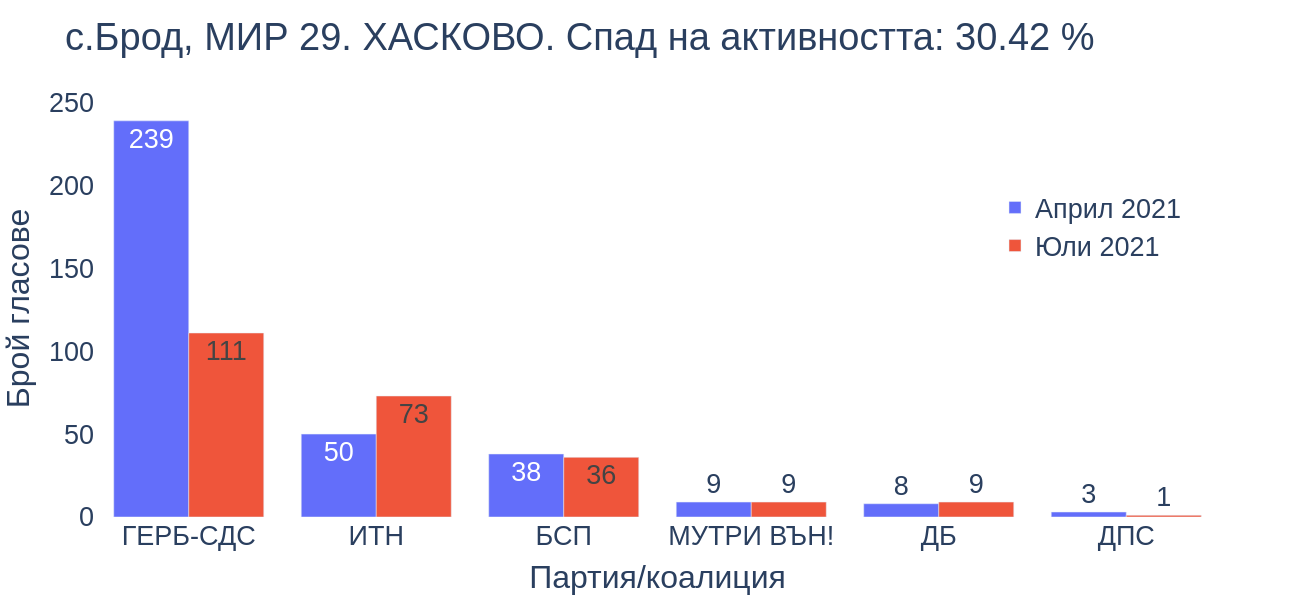 с.Брод, МИР 29. ХАСКОВО. Спад на активността: 30.42 %
Брой гласове
250
200
150
100
50
0
239
111
50
73
38
36
9
9
8
9
3
1
Април 2021
Юли 2021
ГЕРБ-СДС
ИТН
БСП
МУТРИ ВЪН!
ДБ
ДПС
Партия/коалиция